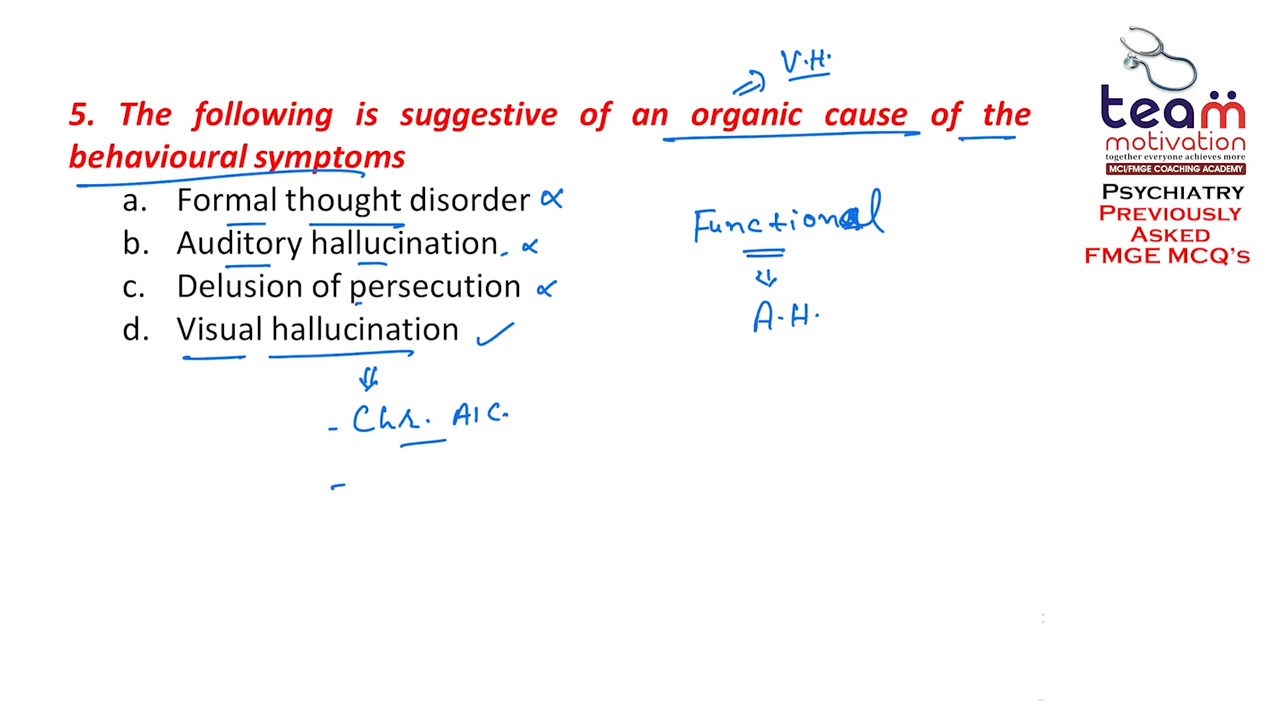 V.H.
5. The following is suggestive of an organic cause of the
behavioural symptoms
a. Formal thought disorder
b. Auditory hallucination
c. Delusion of persecution
d. Visual hallucination
Functional
A.H.
- Chr. Alc.
-
team
motivation
together everyone achieves more
MCI/FMGE COACHING ACADEMY
PSYCHIATRY
PREVIOUSLY
ASKED
FMGE MCQ'S